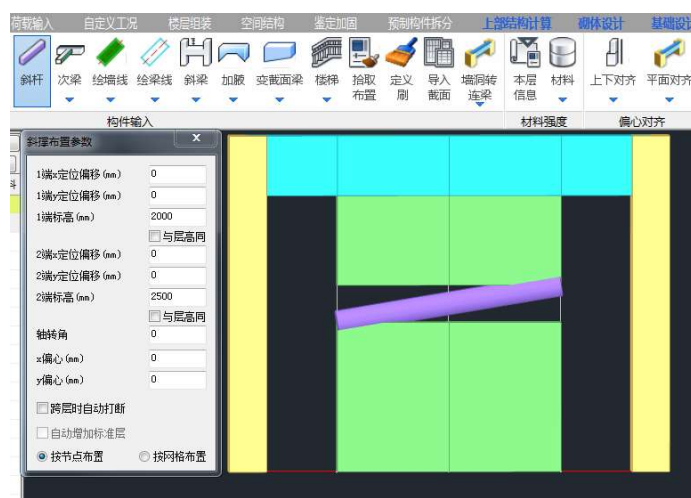 荷载输入 自定义工况 楼层组装 空间结构 鉴定加固 预制构件拆分 上部结构计算 砌体设计 基础设计
斜杆 次梁 绘墙线 绘梁线 斜梁 加腋 变截面梁 楼梯 拾取布置 定义刷 导入截面 墙洞转连梁 本层信息 材料 上下对齐 平面对齐
构件输入 材料强度 偏心对齐
斜撑布置参数 x
1端x定位偏移(mm) 0
1端y定位偏移(mm) 0
1端标高(mm) 2000
与层高同
2端x定位偏移(mm) 0
2端y定位偏移(mm) 0
2端标高(mm) 2500
与层高同
轴转角 0
x偏心(mm) 0
y偏心(mm) 0
跨层时自动打断
自动增加标准层
按节点布置 按网格布置